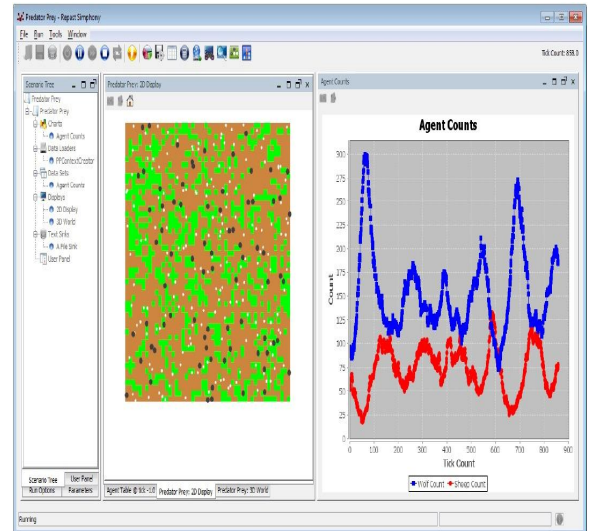 Predator Prey - Repast Simphony
File Run Tools Window
Tick Count: 858.0
Scenario Tree
Predator Prey
Predator Prey
Charts
Agent Counts
Data Loaders
PPContextCreator
Data Sets
Agent Counts
Displays
2D Display
3D World
Text Sinks
A File Sink
User Panel
Scenario Tree
User Panel
Run Options
Parameters
Predator Prey: 2D Display
Agent Table @ tick -1.0
Predator Prey: 2D Display
Predator Prey: 3D World
Agent Counts
Agent Counts
300
275
250
225
200
175
150
125
100
75
50
25
0
Count
0 100 200 300 400 500 600 700 800 900
Tick Count
Wolf Count Sheep Count
Running